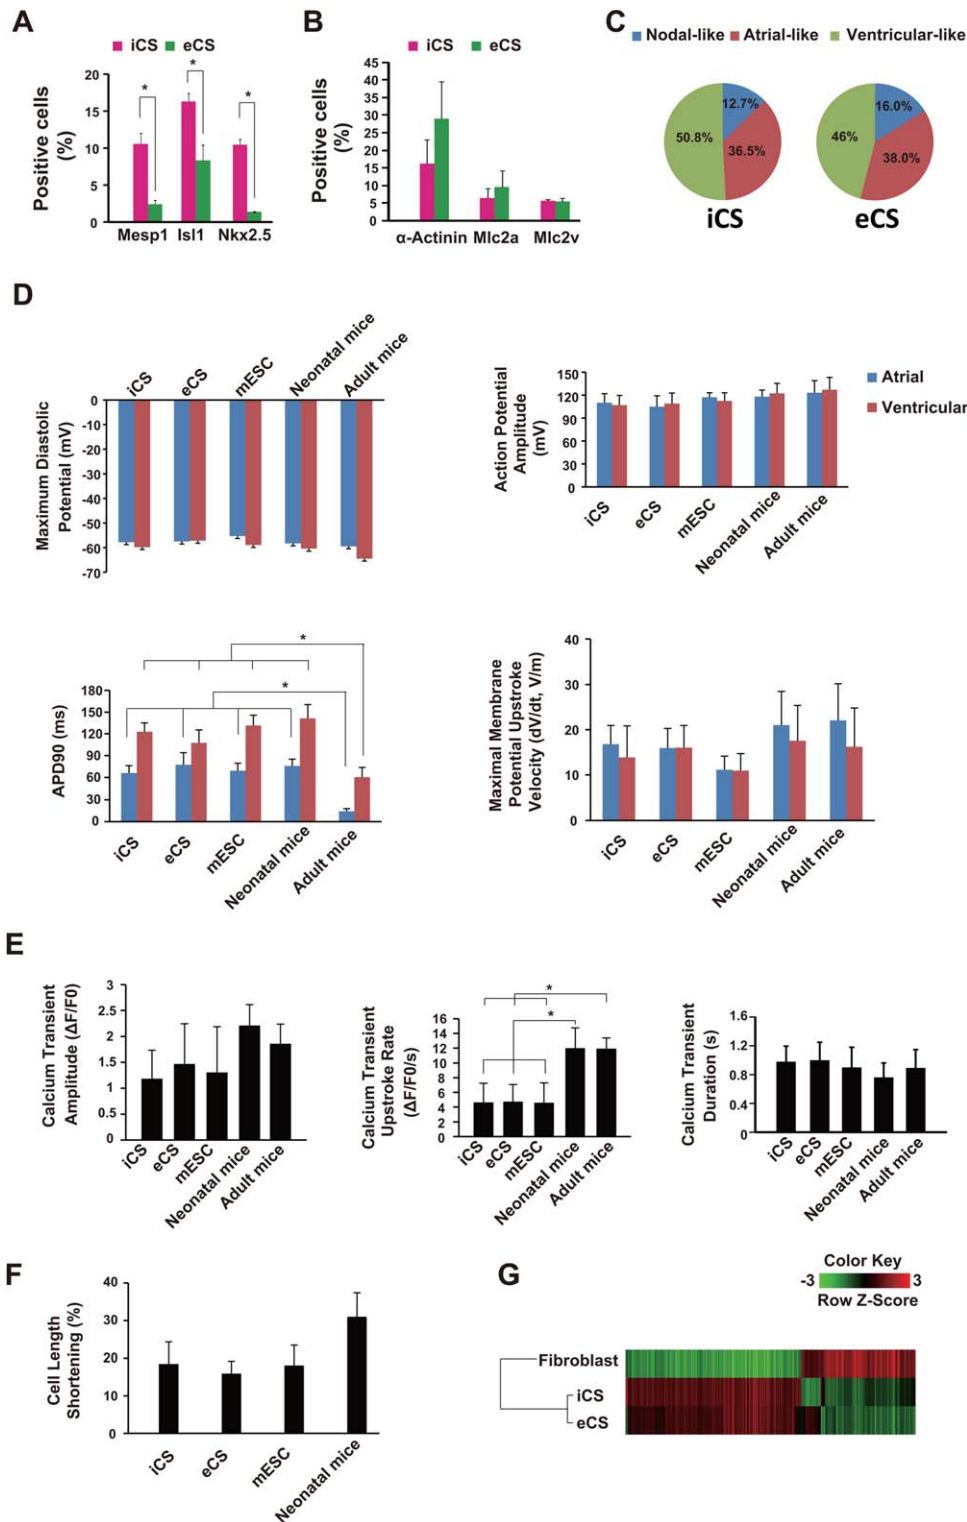 A
iCS eCS
Positive cells
(%)
20
15
10
5
0
* * *
Mesp1 Isl1 Nkx2.5
B
iCS eCS
Positive cells
(%)
45
40
35
30
25
20
15
10
5
0
α-Actinin Mlc2a Mlc2v
C
Nodal-like Atrial-like Ventricular-like
12.7%
50.8%
36.5%
iCS
16.0%
46%
38.0%
eCS
D
iCS eCS mESC Neonatal mice Adult mice
Maximum Diastolic
Potential (mV)
0
-10
-20
-30
-40
-50
-60
-70
Action Potential
Amplitude
(mV)
150
120
90
60
30
0
iCS eCS mESC Neonatal mice Adult mice
Atrial
Ventricular
APD90 (ms)
180
150
120
90
60
30
0
*
*
iCS eCS mESC Neonatal mice Adult mice
Maximal Membrane
Potential Upstroke
Velocity (dV/dt, V/m)
40
30
20
10
0
iCS eCS mESC Neonatal mice Adult mice
E
Calcium Transient
Amplitude (ΔF/F0)
3
2.5
2
1.5
1
0.5
0
iCS eCS mESC Neonatal mice Adult mice
Calcium Transient
Upstroke Rate
(ΔF/F0/s)
16
14
12
10
8
6
4
2
0
*
*
iCS eCS mESC Neonatal mice Adult mice
Calcium Transient
Duration (s)
1.6
1.2
0.8
0.4
0
iCS eCS mESC Neonatal mice Adult mice
F
Cell Length
Shortening (%)
40
30
20
10
0
iCS eCS mESC Neonatal mice
G
Color Key
-3 3
Row Z-Score
Fibroblast
iCS
eCS